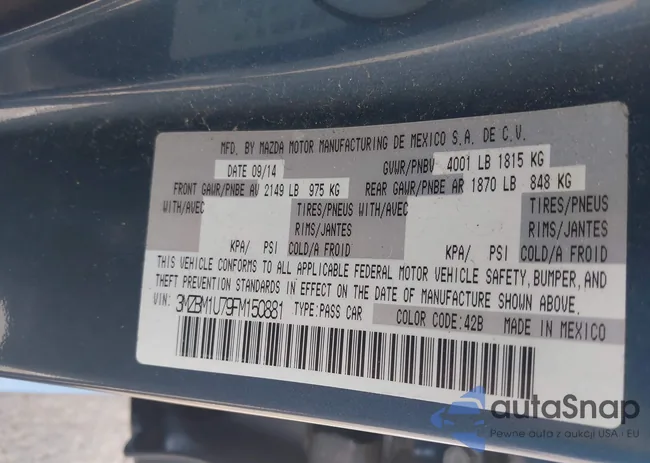 MFD. BY MAZDA MOTOR MANUFACTURING DE MEXICO S.A. DE C.V.
DATE 09/14 GVWR/PNBV 4001 LB 1815 KG
FRONT GAWR/PNBE AV 2149 LB 975 KG REAR GAWR/PNBE AR 1870 LB 848 KG
WITH/AVEC TIRES/PNEUS WITH/AVEC TIRES/PNEUS
RIMS/JANTES RIMS/JANTES
KPA/ PSI COLD/A FROID KPA/ PSI COLD/A FROID
THIS VEHICLE CONFORMS TO ALL APPLICABLE FEDERAL MOTOR VEHICLE SAFETY, BUMPER, AND
THEFT PREVENTION STANDARDS IN EFFECT ON THE DATE OF MANUFACTURE SHOWN ABOVE.
VIN: 3MZBM1U79FM150881 TYPE:PASS CAR COLOR CODE:42B MADE IN MEXICO
autaSnap
Pewne auta z aukcji USA i EU